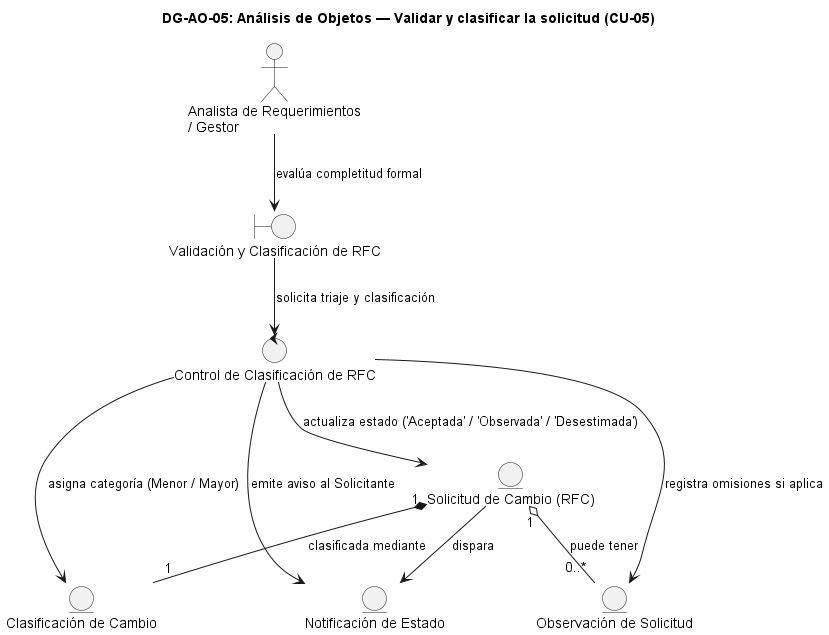 DG-AO-05: Análisis de Objetos — Validar y clasificar la solicitud (CU-05)
Analista de Requerimientos
/ Gestor
evalúa completitud formal
Validación y Clasificación de RFC
solicita triaje y clasificación
Control de Clasificación de RFC
actualiza estado ('Aceptada' / 'Observada' / 'Desestimada')
asigna categoría (Menor / Mayor)
emite aviso al Solicitante
registra omisiones si aplica
1
Solicitud de Cambio (RFC)
1
clasificada mediante
dispara
puede tener
1
0..*
Clasificación de Cambio
Notificación de Estado
Observación de Solicitud